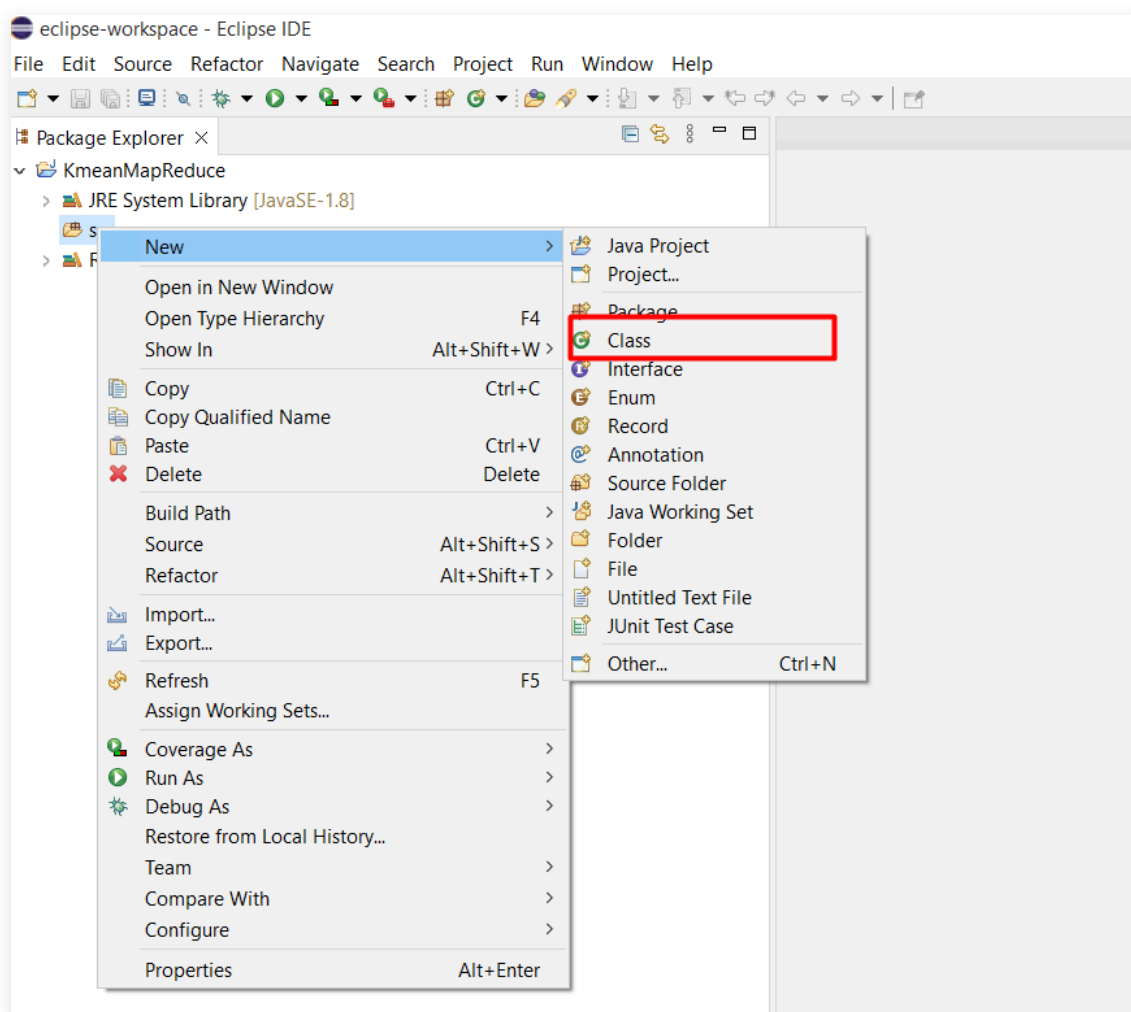 eclipse-workspace - Eclipse IDE
File Edit Source Refactor Navigate Search Project Run Window Help
Package Explorer
KmeanMapReduce
JRE System Library [JavaSE-1.8]
New
Open in New Window
Open Type Hierarchy F4
Show In Alt+Shift+W
Copy Ctrl+C
Copy Qualified Name
Paste Ctrl+V
Delete Delete
Build Path
Source Alt+Shift+S
Refactor Alt+Shift+T
Import...
Export...
Refresh F5
Assign Working Sets...
Coverage As
Run As
Debug As
Restore from Local History...
Team
Compare With
Configure
Properties Alt+Enter
Java Project
Project...
Package
Class
Interface
Enum
Record
Annotation
Source Folder
Java Working Set
Folder
File
Untitled Text File
JUnit Test Case
Other... Ctrl+N